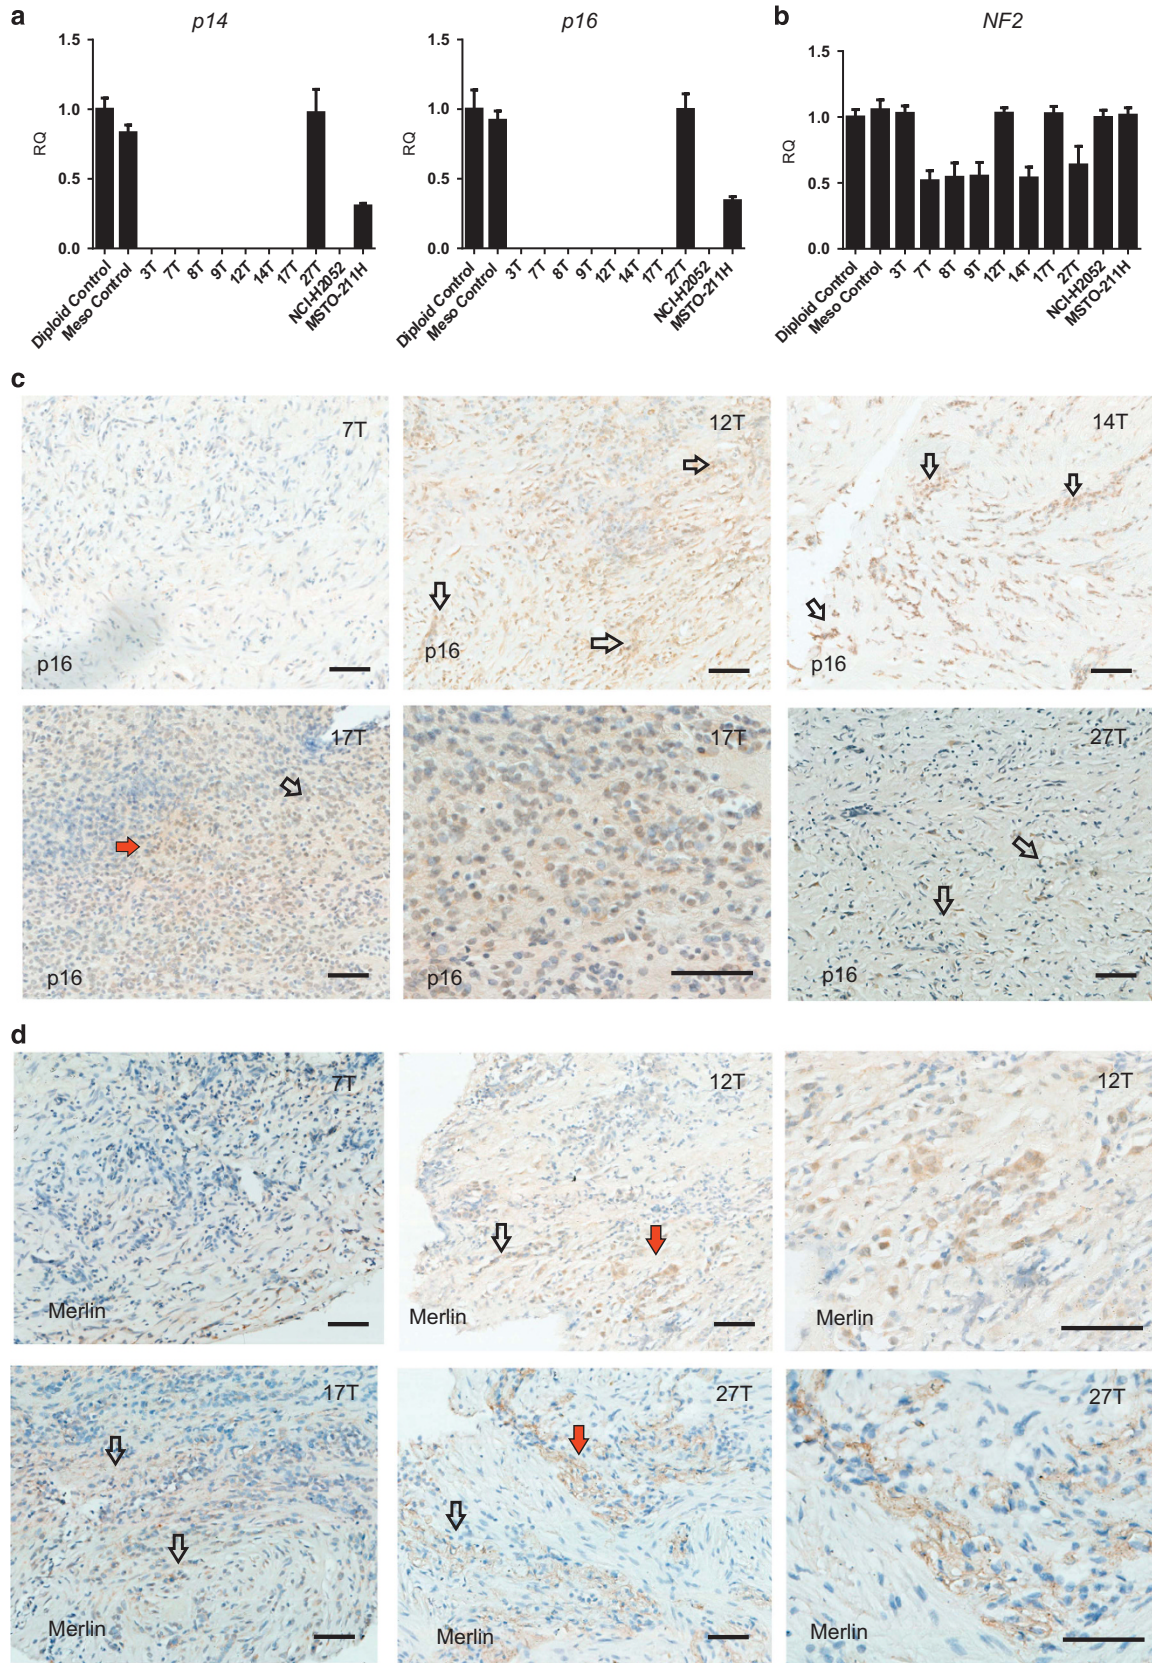 a
p14
1.5
1.0
0.5
0.0
RQ
Diploid Control
Meso Control
3T
7T
8T
9T
12T
14T
17T
27T
NCI-H2052
MSTO-211H
p16
1.5
1.0
0.5
0.0
RQ
Diploid Control
Meso Control
3T
7T
8T
9T
12T
14T
17T
27T
NCI-H2052
MSTO-211H
b
NF2
1.5
1.0
0.5
0.0
RQ
Diploid Control
Meso Control
3T
7T
8T
9T
12T
14T
17T
27T
NCI-H2052
MSTO-211H
c
7T
p16
12T
p16
14T
p16
17T
p16
17T
p16
27T
p16
d
7T
Merlin
12T
Merlin
12T
Merlin
17T
Merlin
27T
Merlin
27T
Merlin